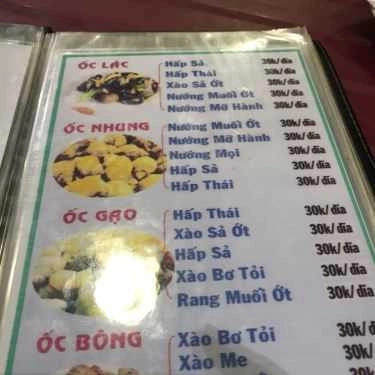 ỐC LÁC
Hấp Sả 30k/đĩa
Hấp Thái 30k/đĩa
Xào Sả Ớt 30k/đĩa
Nướng Muối Ớt 30k/đĩa
Nướng Mỡ Hành 30k/đĩa
ỐC NHUNG
Nướng Muối Ớt 30k/đĩa
Nướng Mỡ Hành 30k/đĩa
Nướng Mọi 30k/đĩa
Hấp Sả 30k/đĩa
Hấp Thái 30k/đĩa
ỐC GẠO
Hấp Thái 30k/đĩa
Xào Sả Ớt 30k/đĩa
Hấp Sả 30k/đĩa
Xào Bơ Tỏi 30k/đĩa
Rang Muối Ớt 30k/đĩa
ỐC BÔNG
Xào Bơ Tỏi 30k/đĩa
Xào Me 30k/